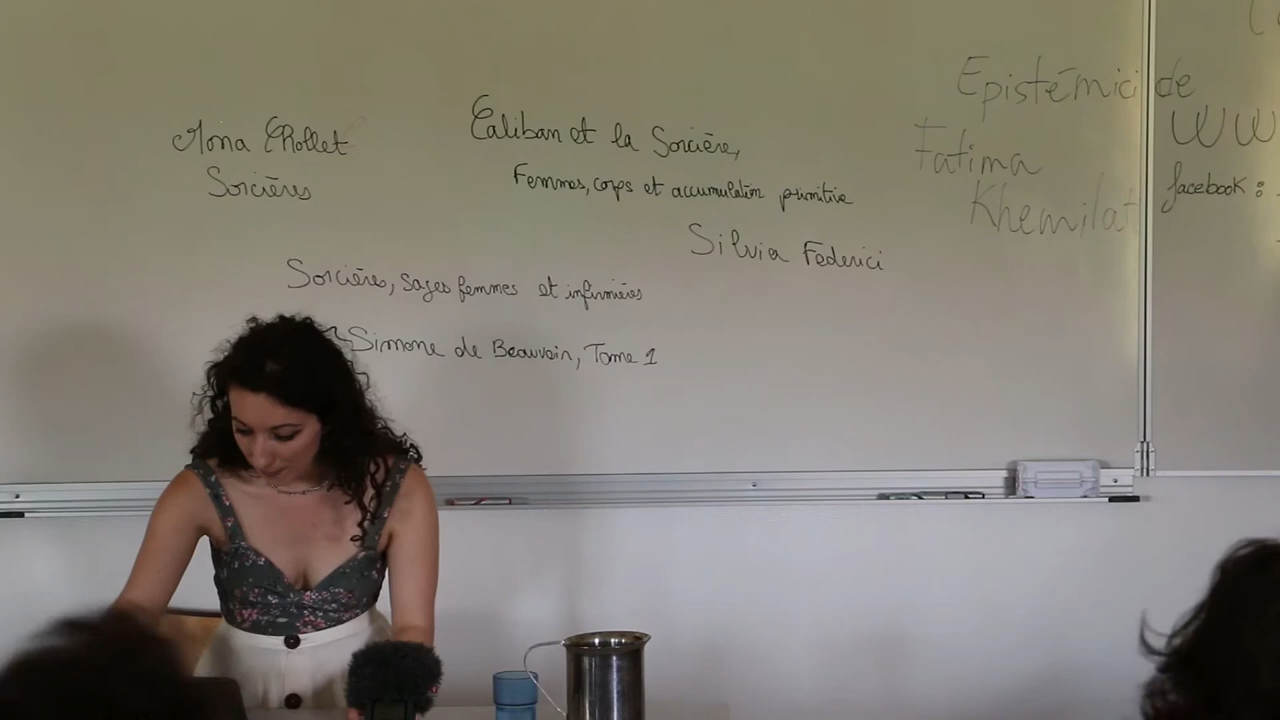 Mona Chollet
Sorcières
Caliban et la Sorcière,
Femmes, corps et accumulation primitive
Silvia Federici
Sorcières, sages femmes et infirmières
Simone de Beauvoir, Tome 1
Epistémicide
Fatima
Khemilat
WW
facebook :